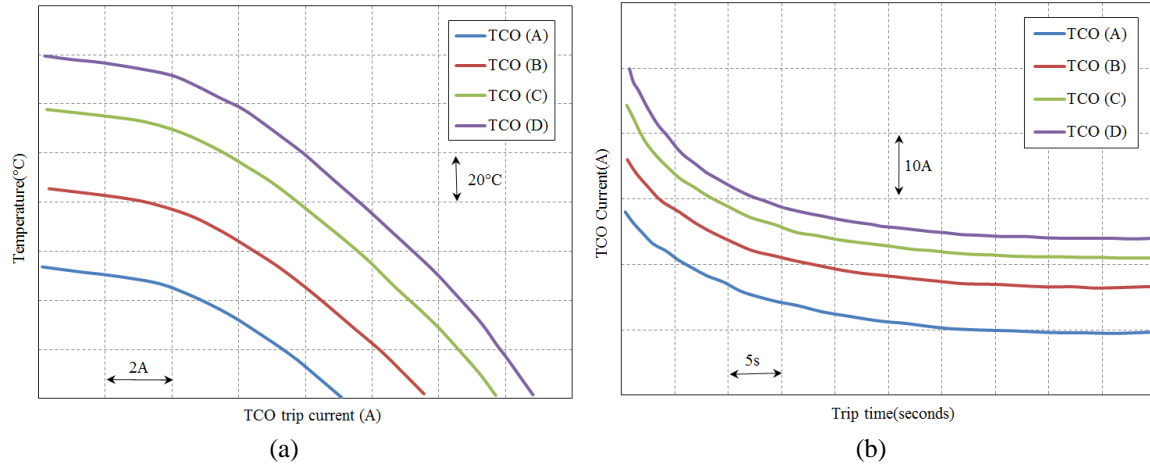 TCO (A)
TCO (B)
TCO (C)
TCO (D)
20°C
2A
Temperature(°C)
TCO trip current (A)
(a)
TCO (A)
TCO (B)
TCO (C)
TCO (D)
10A
5s
TCO Current(A)
Trip time(seconds)
(b)